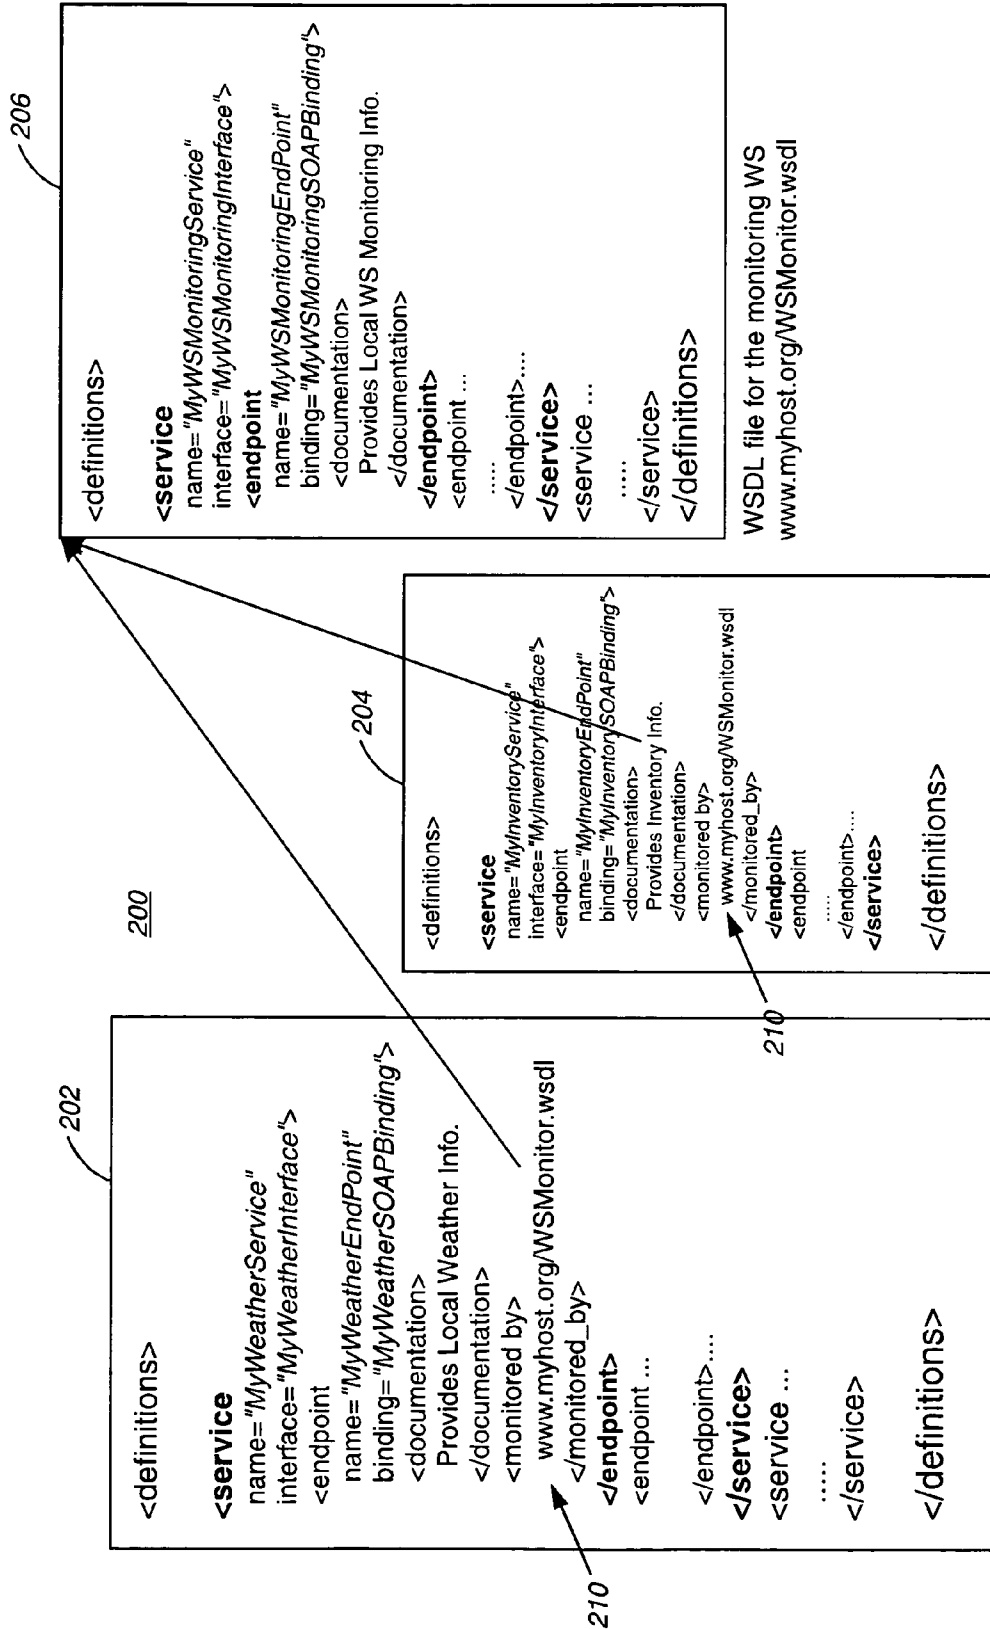 200
202
<definitions>
<service
name="MyWeatherService"
interface="MyWeatherInterface">
<endpoint
name="MyWeatherEndPoint"
binding="MyWeatherSOAPBinding">
<documentation>
Provides Local Weather Info.
</documentation>
<monitored by>
www.myhost.org/WSMonitor.wsdl
</monitored_by>
</endpoint>
<endpoint ...
</endpoint>....
</service>
<service ...
.....
</service>
</definitions>
210
204
<definitions>
<service
name="MyInventoryService"
interface="MyInventoryInterface">
<endpoint
name="MyInventoryEndPoint"
binding="MyInventorySOAPBinding">
<documentation>
Provides Inventory Info.
</documentation>
<monitored by>
www.myhost.org/WSMonitor.wsdl
</monitored_by>
</endpoint>
<endpoint
.....
</endpoint>....
</service>
</definitions>
210
206
<definitions>
<service
name="MyWSMonitoringService"
interface="MyWSMonitoringInterface">
<endpoint
name="MyWSMonitoringEndPoint"
binding="MyWSMonitoringSOAPBinding">
<documentation>
Provides Local WS Monitoring Info.
</documentation>
</endpoint>
<endpoint ...
.....
</endpoint>....
</service>
<service ...
.....
</service>
</definitions>
WSDL file for the monitoring WS
www.myhost.org/WSMonitor.wsdl